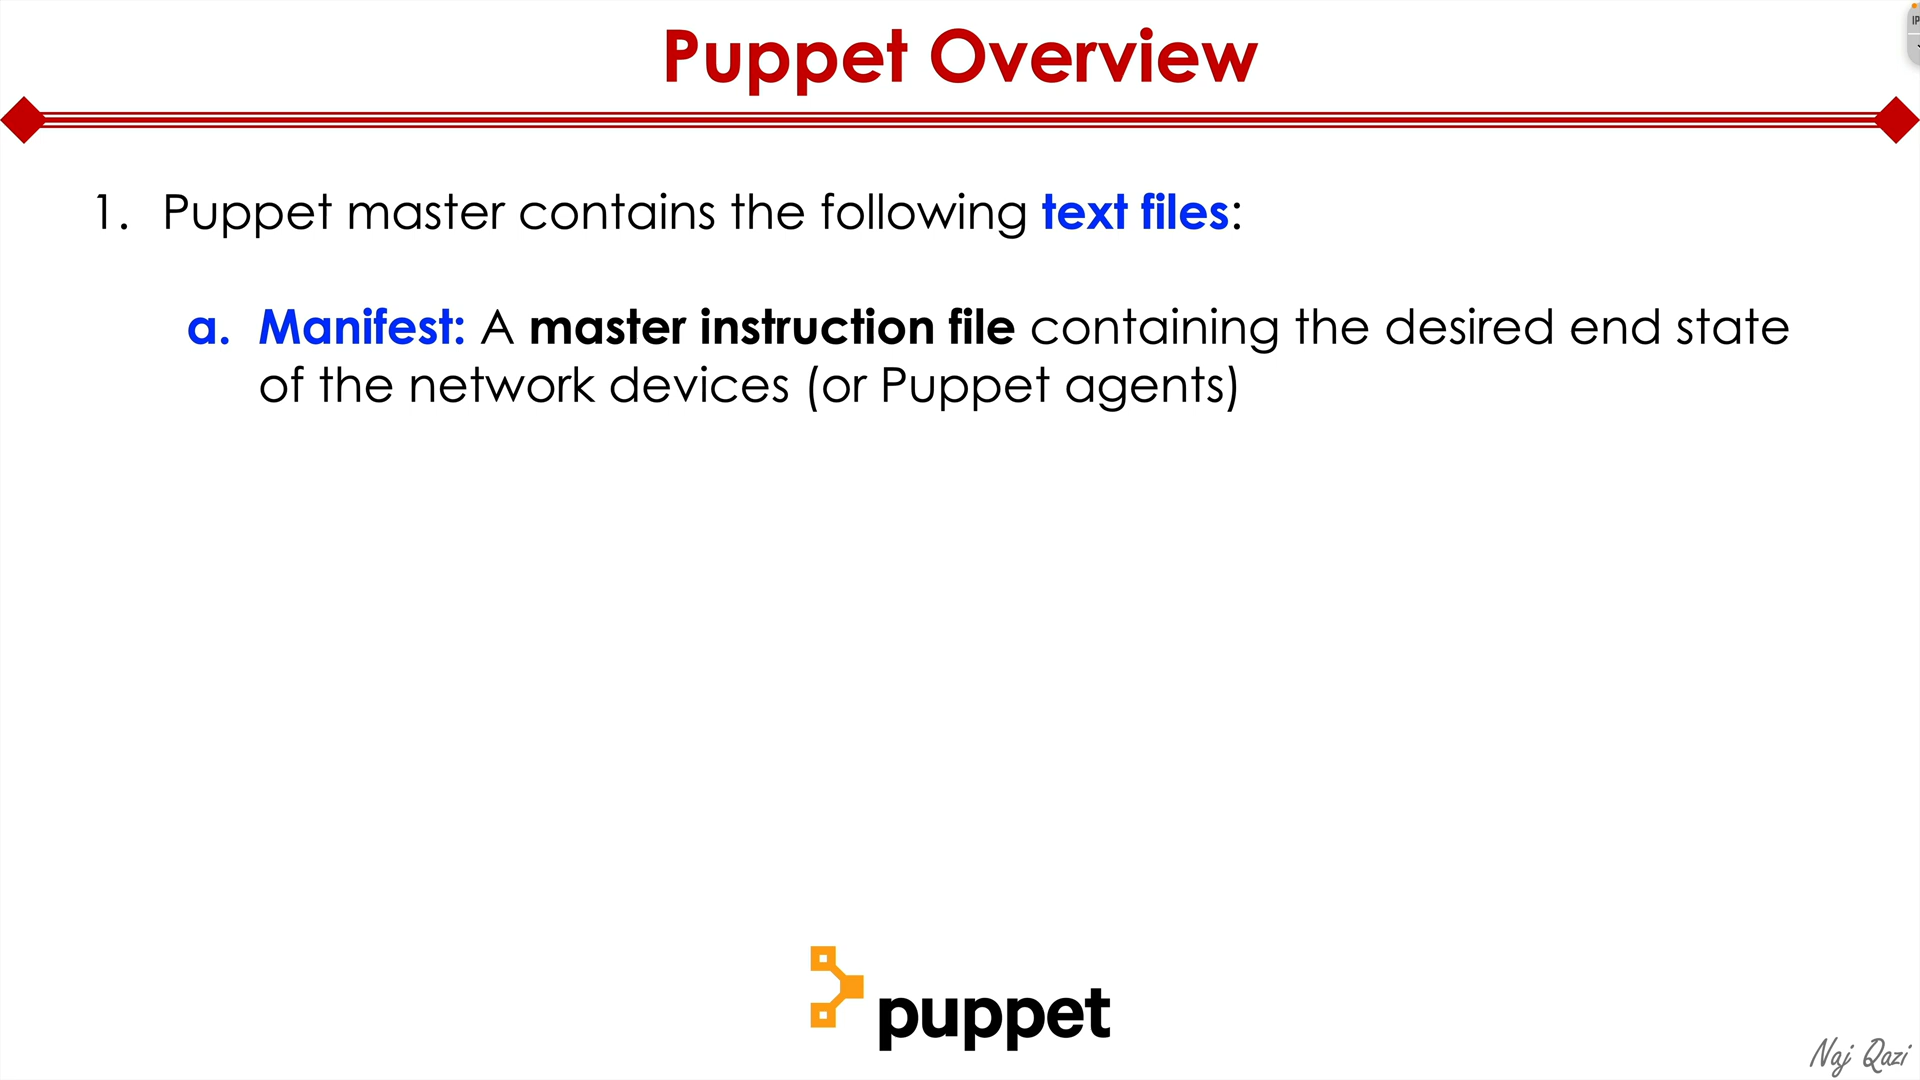 Puppet Overview
IP
1. Puppet master contains the following text files:
a. Manifest: A master instruction file containing the desired end state
of the network devices (or Puppet agents)
puppet
Naj Qazi